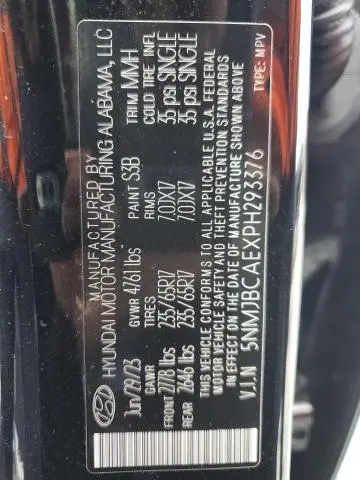 MANUFACTURED BY
HYUNDAI MOTOR MANUFACTURING ALABAMA, LLC
Jun/29/23 GVWR 4761 lbs PAINT S3B TRIM MMH
GAWR TIRES RIMS COLD TIRE INFL
FRONT 2778 lbs 235/65R17 7.0JX17 35 psi SINGLE
REAR 2646 lbs 235/65R17 7.0JX17 35 psi SINGLE
THIS VEHICLE CONFORMS TO ALL APPLICABLE U.S.A. FEDERAL
MOTOR VEHICLE SAFETY AND THEFT PREVENTION STANDARDS
IN EFFECT ON THE DATE OF MANUFACTURE SHOWN ABOVE
V.I.N 5NMJBCAEXPH293376 TYPE: MPV